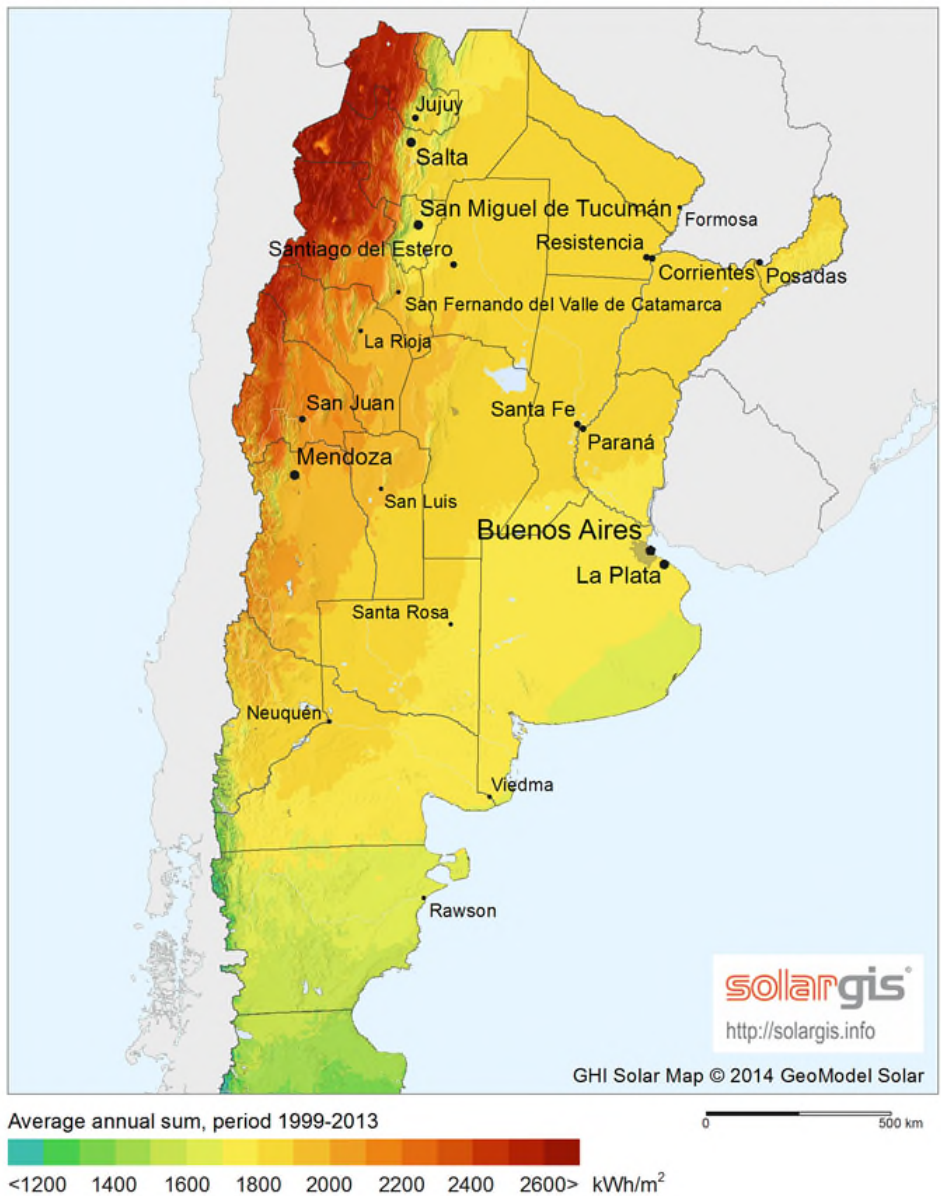 Jujuy
Salta
San Miguel de Tucumán
Formosa
Santiago del Estero
Resistencia
Corrientes
Posadas
San Fernando del Valle de Catamarca
La Rioja
San Juan
Santa Fe
Paraná
Mendoza
San Luis
Buenos Aires
La Plata
Santa Rosa
Neuquén
Viedma
Rawson
solargis®
http://solargis.info
GHI Solar Map © 2014 GeoModel Solar
Average annual sum, period 1999-2013
0 500 km
<1200 1400 1600 1800 2000 2200 2400 2600> kWh/m²